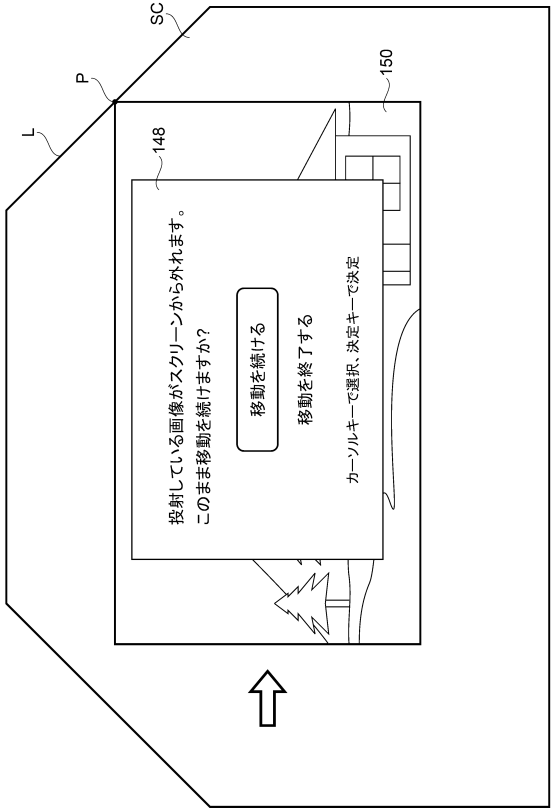 L
P
SC
148
150
投射している画像がスクリーンから外れます。
このまま移動を続けますか?
移動を続ける
移動を終了する
カーソルキーで選択、決定キーで決定